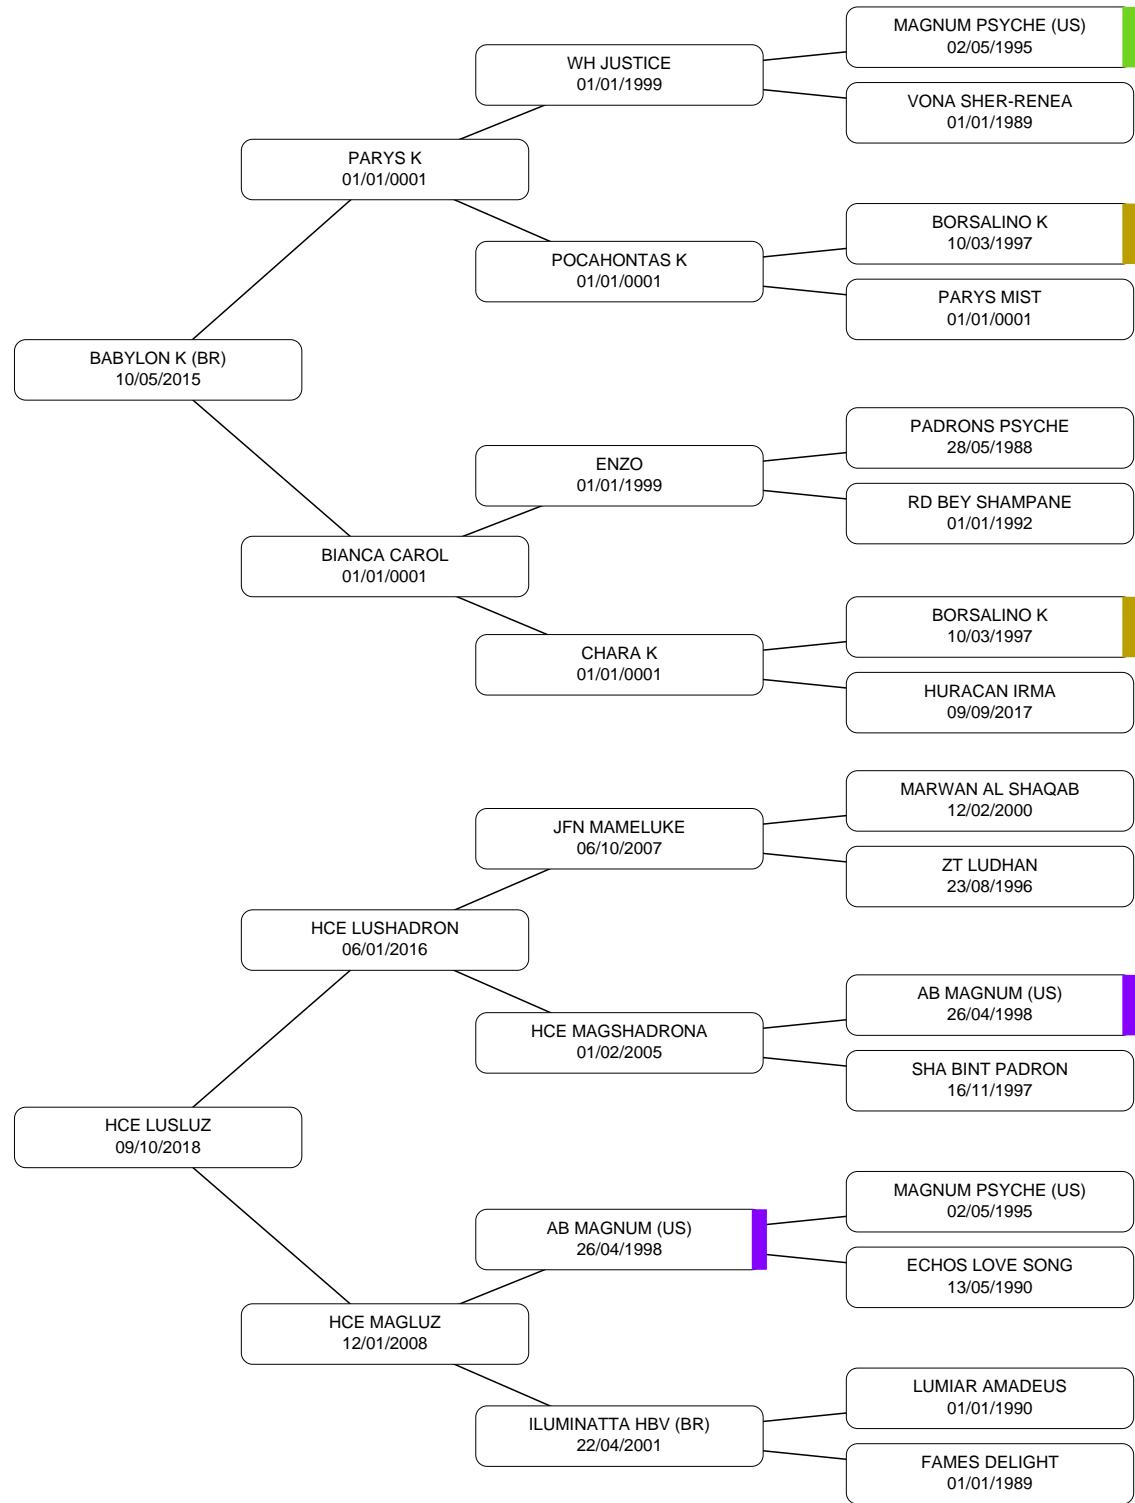 MAGNUM PSYCHE (US)
02/05/1995
WH JUSTICE
01/01/1999
VONA SHER-RENEA
01/01/1989
PARYS K
01/01/0001
BORSALINO K
10/03/1997
POCAHONTAS K
01/01/0001
PARYS MIST
01/01/0001
BABYLON K (BR)
10/05/2015
PADRONS PSYCHE
28/05/1988
ENZO
01/01/1999
RD BEY SHAMPANE
01/01/1992
BIANCA CAROL
01/01/0001
BORSALINO K
10/03/1997
CHARA K
01/01/0001
HURACAN IRMA
09/09/2017
MARWAN AL SHAQAB
12/02/2000
JFN MAMELUKE
06/10/2007
ZT LUDHAN
23/08/1996
HCE LUSHADRON
06/01/2016
AB MAGNUM (US)
26/04/1998
HCE MAGSHADRONA
01/02/2005
SHA BINT PADRON
16/11/1997
HCE LUSLUZ
09/10/2018
MAGNUM PSYCHE (US)
02/05/1995
AB MAGNUM (US)
26/04/1998
ECHOS LOVE SONG
13/05/1990
HCE MAGLUZ
12/01/2008
LUMIAR AMADEUS
01/01/1990
ILUMINATTA HBV (BR)
22/04/2001
FAMES DELIGHT
01/01/1989